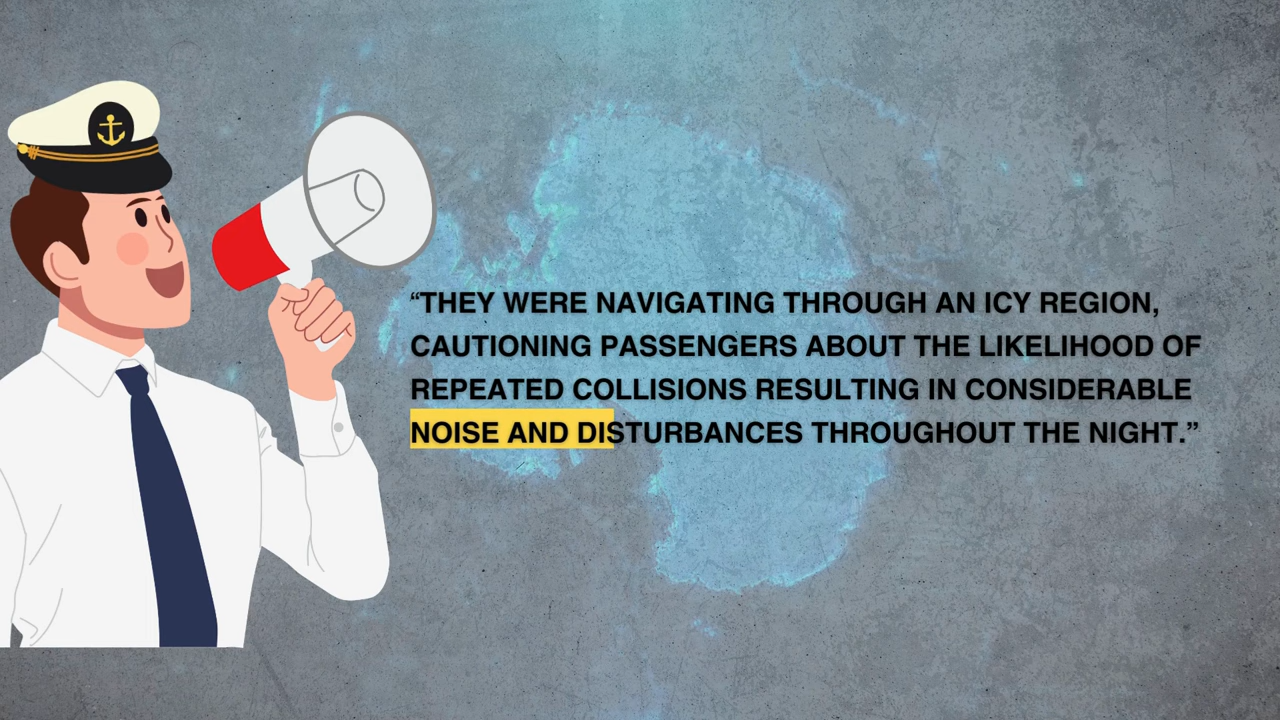 “THEY WERE NAVIGATING THROUGH AN ICY REGION,
CAUTIONING PASSENGERS ABOUT THE LIKELIHOOD OF
REPEATED COLLISIONS RESULTING IN CONSIDERABLE
NOISE AND DISTURBANCES THROUGHOUT THE NIGHT.”